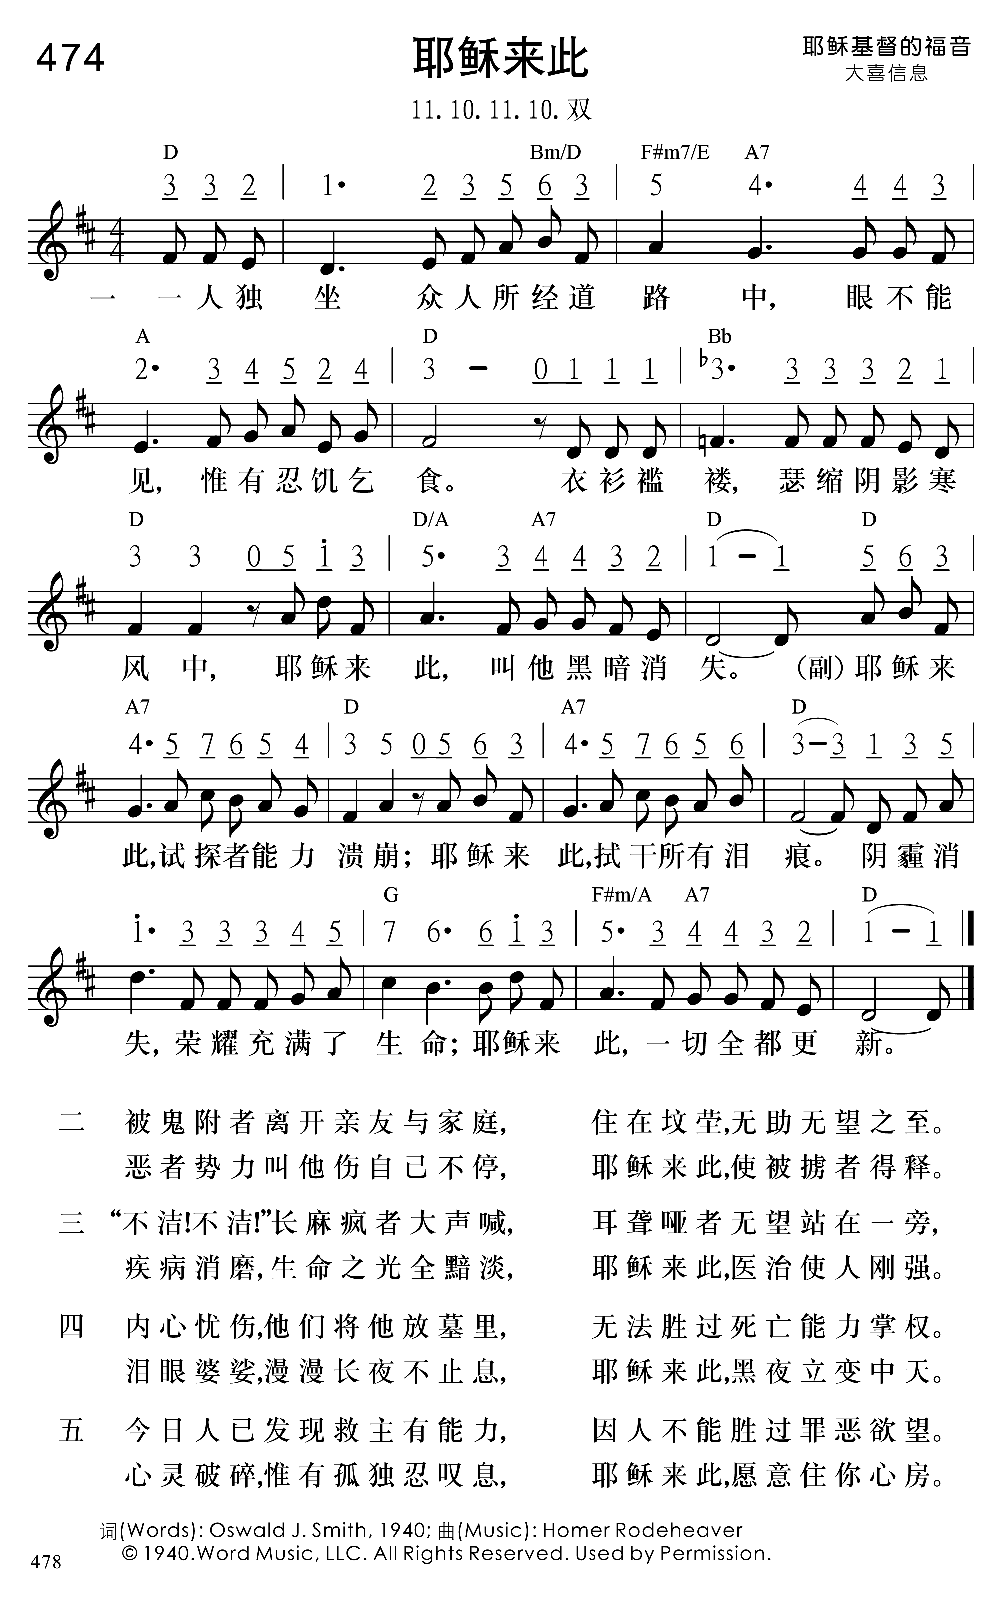 474 耶稣来此 耶稣基督的福音
大喜信息
11.10.11.10.双
D Bm/D F#m7/E A7
3 3 2 | 1· 2 3 5 6 3 | 5 4· 4 4 3 |
4 4
一 一人独 坐 众人所经道 路 中, 眼不能
A D Bb
2· 3 4 5 2 4 | 3 - 0 1 1 1 | ♭3· 3 3 3 2 1 |
见, 惟有忍饥乞 食。 衣衫褴 褛, 瑟缩阴影寒
D D/A A7 D D
3 3 0 5 i 3 | 5· 3 4 4 3 2 | 1 - 1 5 6 3 |
风 中, 耶稣来 此, 叫他黑暗消 失。 (副)耶稣来
A7 D A7 D
4· 5 7 6 5 4 | 3 5 0 5 6 3 | 4· 5 7 6 5 6 | 3-3 1 3 5 |
此,试探者能力 溃崩; 耶稣来 此,拭干所有泪 痕。 阴霾消
G F#m/A A7 D
i· 3 3 3 4 5 | 7 6· 6 i 3 | 5· 3 4 4 3 2 | 1 - 1 |
失, 荣耀充满了 生命; 耶稣来 此, 一切全都更 新。
二 被鬼附者离开亲友与家庭, 住在坟茔,无助无望之至。
恶者势力叫他伤自己不停, 耶稣来此,使被掳者得释。
三 “不洁!不洁!”长麻疯者大声喊, 耳聋哑者无望站在一旁,
疾病消磨,生命之光全黯淡, 耶稣来此,医治使人刚强。
四 内心忧伤,他们将他放墓里, 无法胜过死亡能力掌权。
泪眼婆娑,漫漫长夜不止息, 耶稣来此,黑夜立变中天。
五 今日人已发现救主有能力, 因人不能胜过罪恶欲望。
心灵破碎,惟有孤独忍叹息, 耶稣来此,愿意住你心房。
词(Words): Oswald J. Smith, 1940; 曲(Music): Homer Rodeheaver
© 1940.Word Music, LLC. All Rights Reserved. Used by Permission.
478